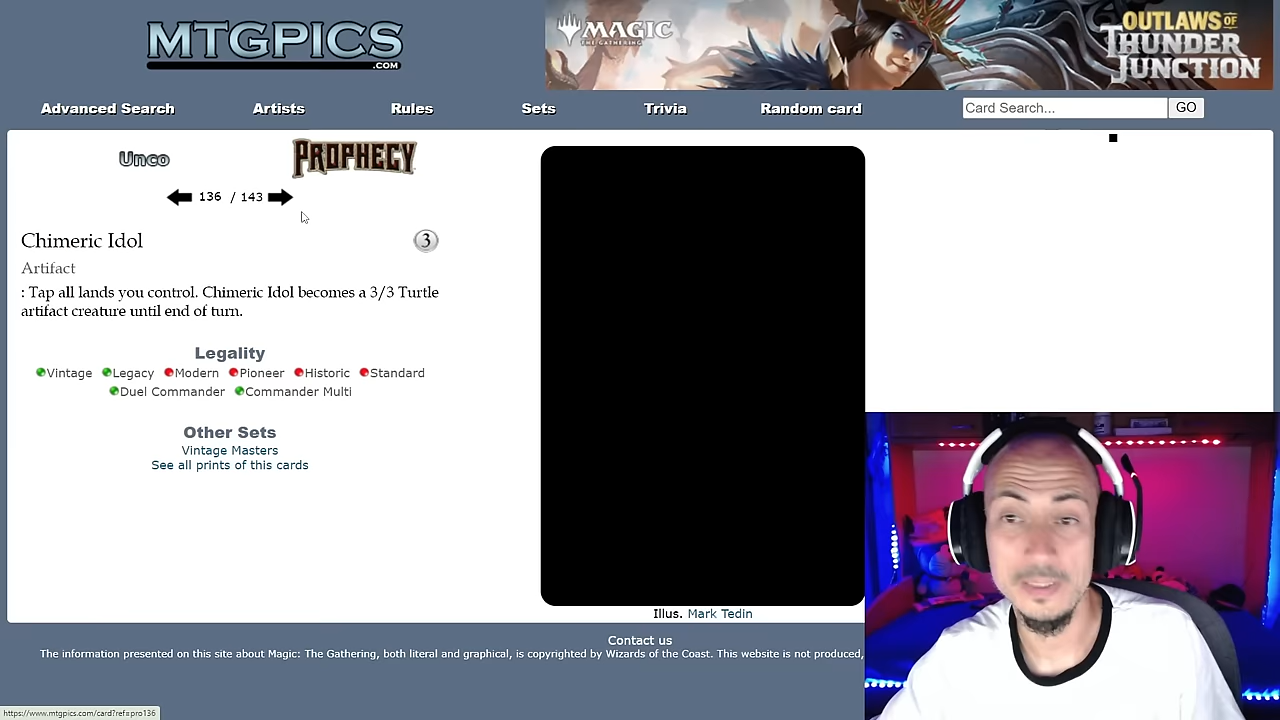 MTGPICS
.COM
MAGIC
THE GATHERING
OUTLAWS OF
THUNDER
JUNCTION
Advanced Search Artists Rules Sets Trivia Random card Card Search... GO
Unco PROPHECY
136 / 143
Chimeric Idol 3
Artifact
: Tap all lands you control. Chimeric Idol becomes a 3/3 Turtle
artifact creature until end of turn.
Legality
Vintage Legacy Modern Pioneer Historic Standard
Duel Commander Commander Multi
Other Sets
Vintage Masters
See all prints of this cards
Illus. Mark Tedin
Contact us
The information presented on this site about Magic: The Gathering, both literal and graphical, is copyrighted by Wizards of the Coast. This website is not produced,
https://www.mtgpics.com/card?ref=pro136